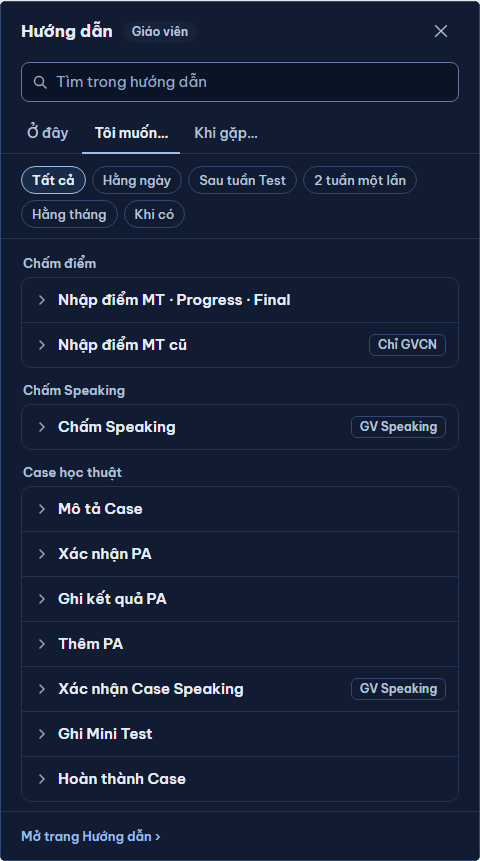 Hướng dẫn Giáo viên
Tìm trong hướng dẫn
Ở đây Tôi muốn... Khi gặp...
Tất cả Hằng ngày Sau tuần Test 2 tuần một lần
Hằng tháng Khi có
Chấm điểm
Nhập điểm MT · Progress · Final
Nhập điểm MT cũ Chỉ GVCN
Chấm Speaking
Chấm Speaking GV Speaking
Case học thuật
Mô tả Case
Xác nhận PA
Ghi kết quả PA
Thêm PA
Xác nhận Case Speaking GV Speaking
Ghi Mini Test
Hoàn thành Case
Mở trang Hướng dẫn ›